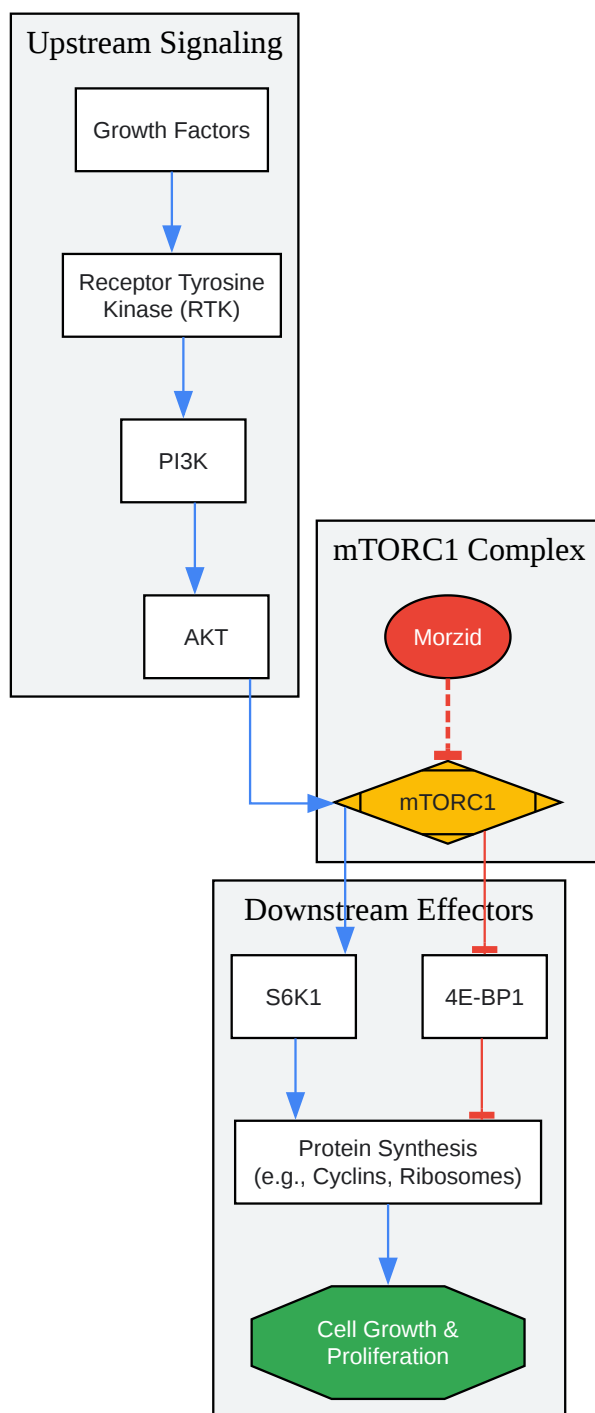 Upstream Signaling
Growth Factors
Receptor Tyrosine
Kinase (RTK)
PI3K
AKT
mTORC1 Complex
Morzid
mTORC1
Downstream Effectors
S6K1
4E-BP1
Protein Synthesis
(e.g., Cyclins, Ribosomes)
Cell Growth &
Proliferation